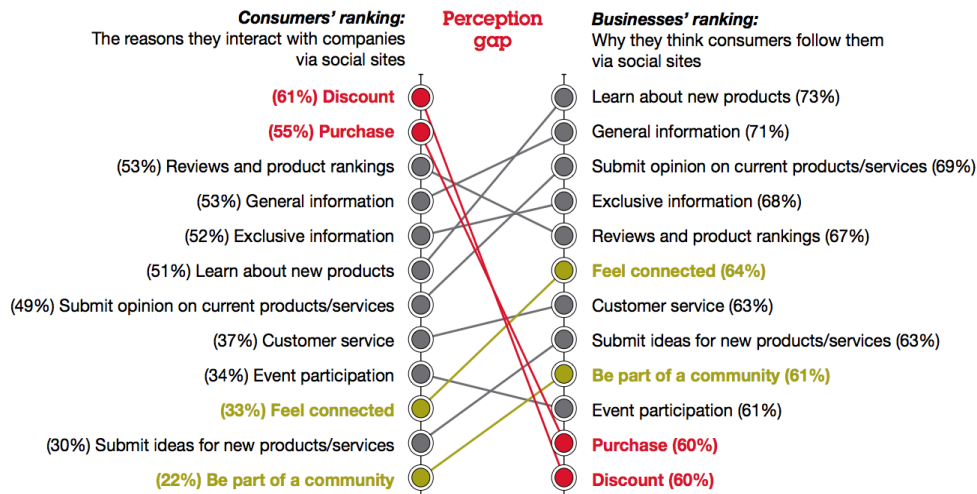 Consumers’ ranking:
The reasons they interact with companies
via social sites
Perception
gap
Businesses’ ranking:
Why they think consumers follow them
via social sites
(61%) Discount
(55%) Purchase
(53%) Reviews and product rankings
(53%) General information
(52%) Exclusive information
(51%) Learn about new products
(49%) Submit opinion on current products/services
(37%) Customer service
(34%) Event participation
(33%) Feel connected
(30%) Submit ideas for new products/services
(22%) Be part of a community
Learn about new products (73%)
General information (71%)
Submit opinion on current products/services (69%)
Exclusive information (68%)
Reviews and product rankings (67%)
Feel connected (64%)
Customer service (63%)
Submit ideas for new products/services (63%)
Be part of a community (61%)
Event participation (61%)
Purchase (60%)
Discount (60%)